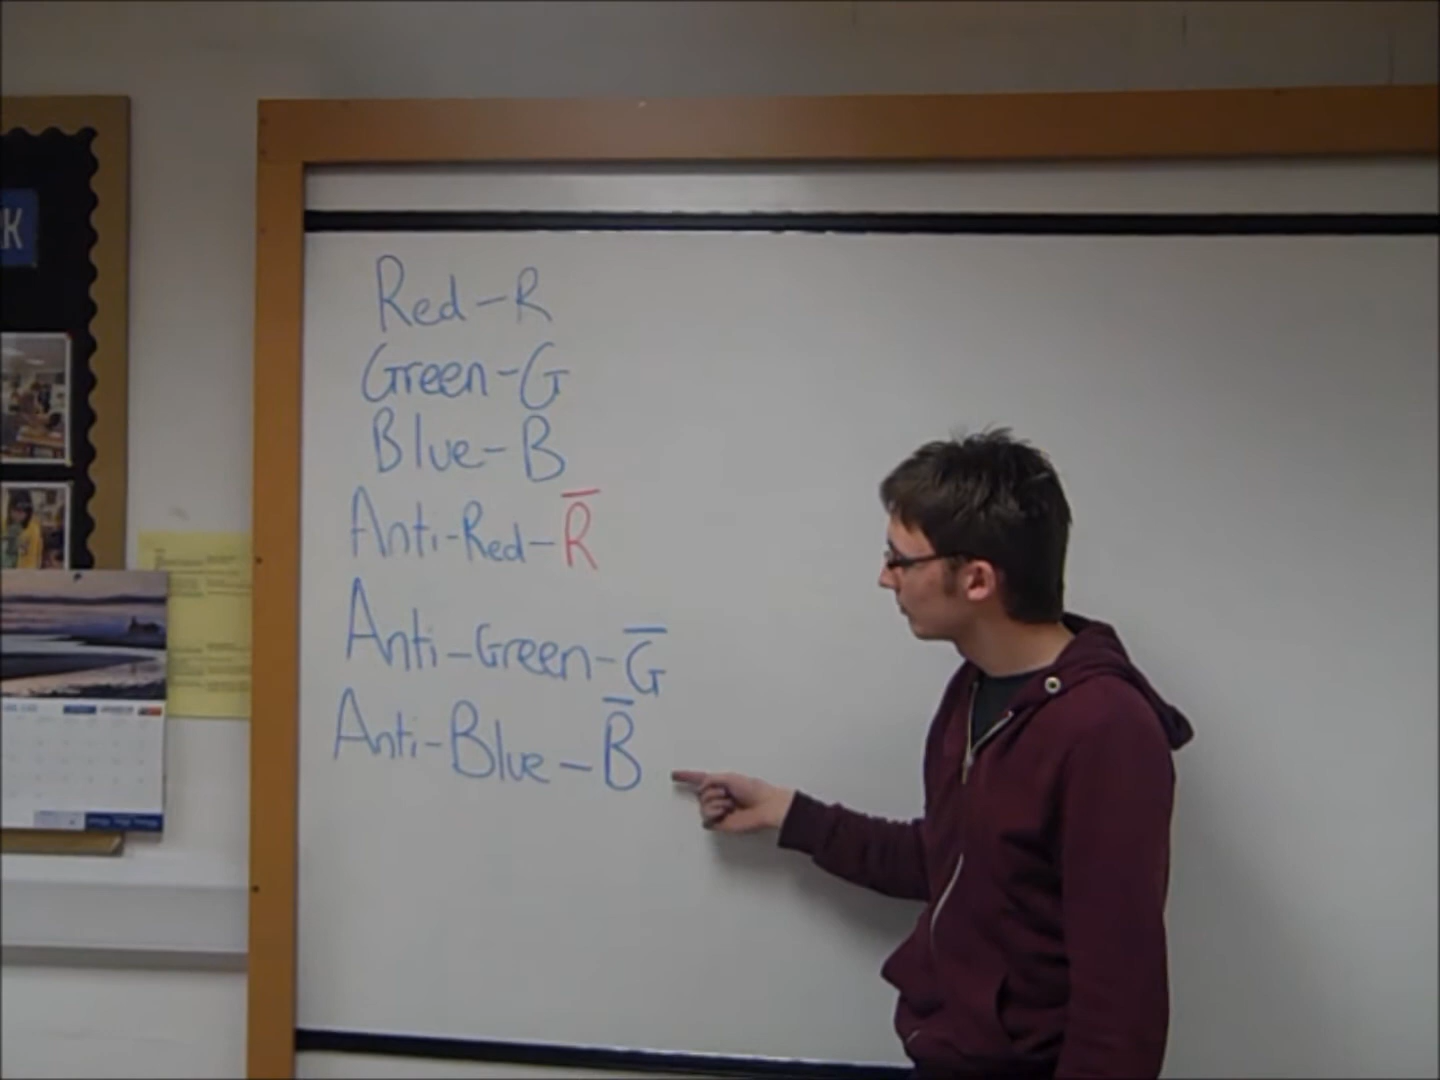 K
Red-R
Green-G
Blue-B
Anti-Red-R̅
Anti-Green-G̅
Anti-Blue-B̅